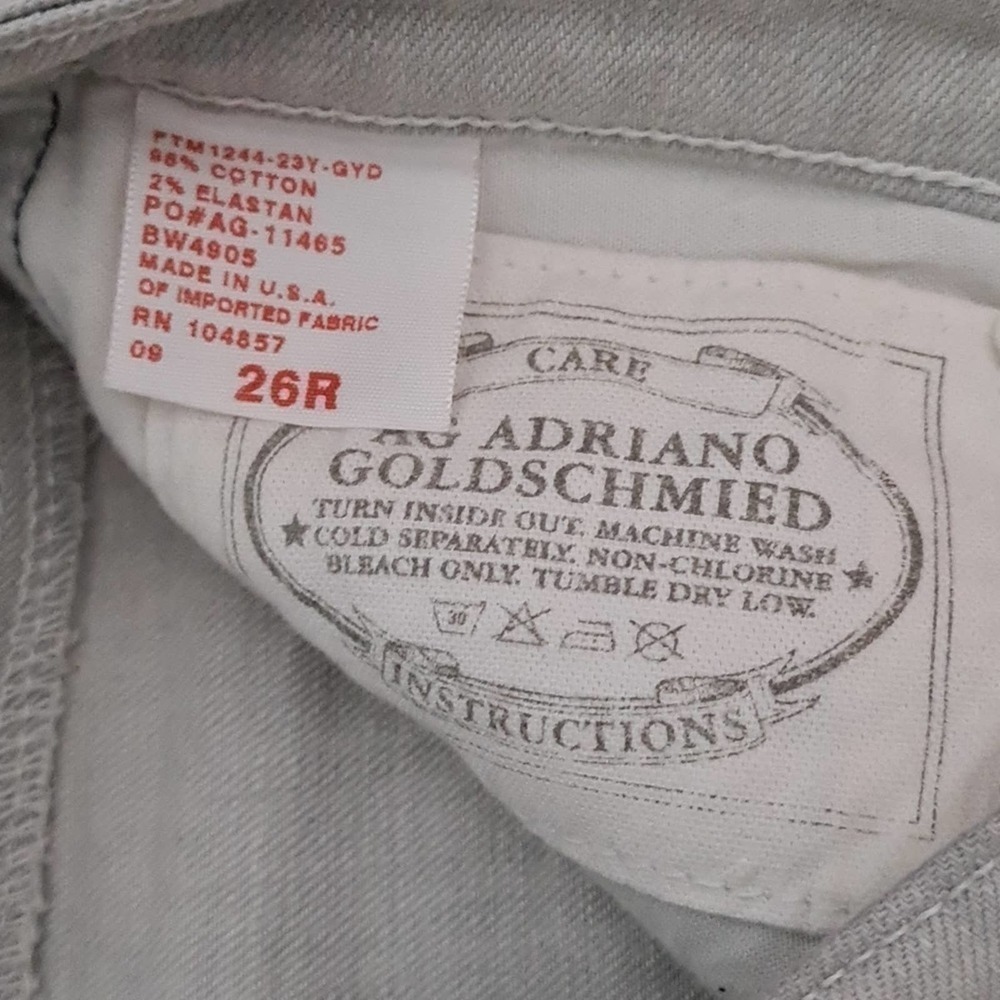 FTM1244-23Y-GYD
98% COTTON
2% ELASTAN
PO#AG-11465
BW4905
MADE IN U.S.A.
OF IMPORTED FABRIC
RN 104857
09
26R
CARE
AG ADRIANO
GOLDSCHMIED
TURN INSIDE OUT. MACHINE WASH
COLD SEPARATELY. NON-CHLORINE
BLEACH ONLY. TUMBLE DRY LOW.
30
INSTRUCTIONS